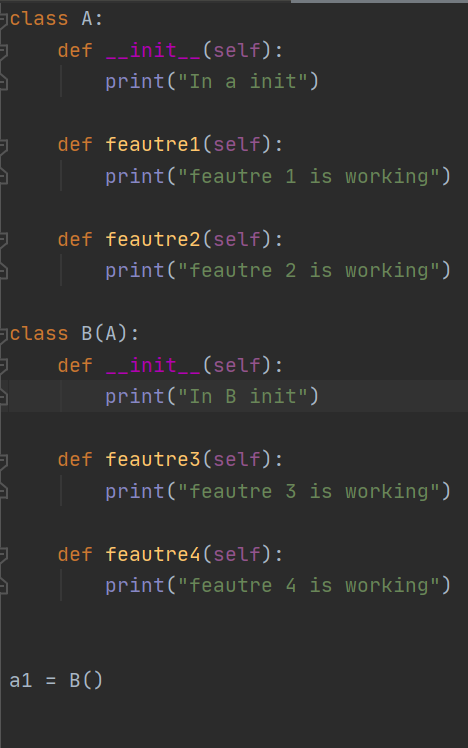 class A:
    def __init__(self):
        print("In a init")
    def feautre1(self):
        print("feautre 1 is working")
    def feautre2(self):
        print("feautre 2 is working")
class B(A):
    def __init__(self):
        print("In B init")
    def feautre3(self):
        print("feautre 3 is working")
    def feautre4(self):
        print("feautre 4 is working")
a1 = B()